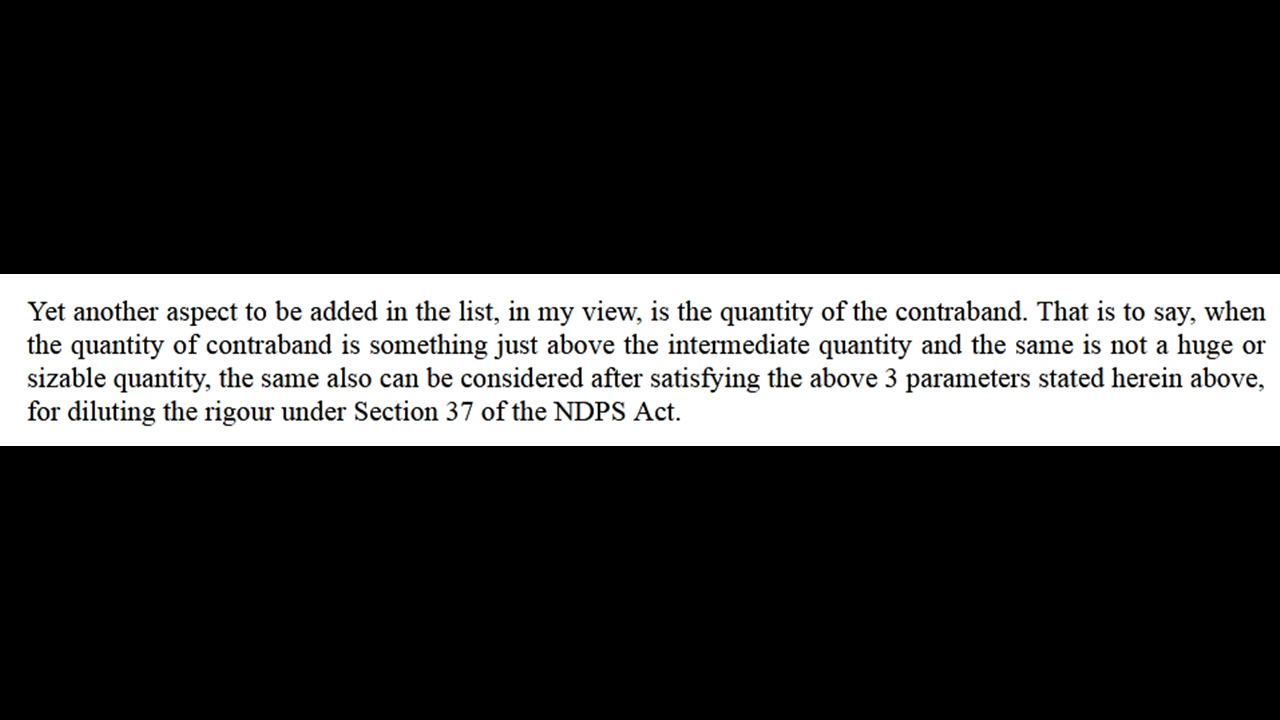 Yet another aspect to be added in the list, in my view, is the quantity of the contraband. That is to say, when
the quantity of contraband is something just above the intermediate quantity and the same is not a huge or
sizable quantity, the same also can be considered after satisfying the above 3 parameters stated herein above,
for diluting the rigour under Section 37 of the NDPS Act.